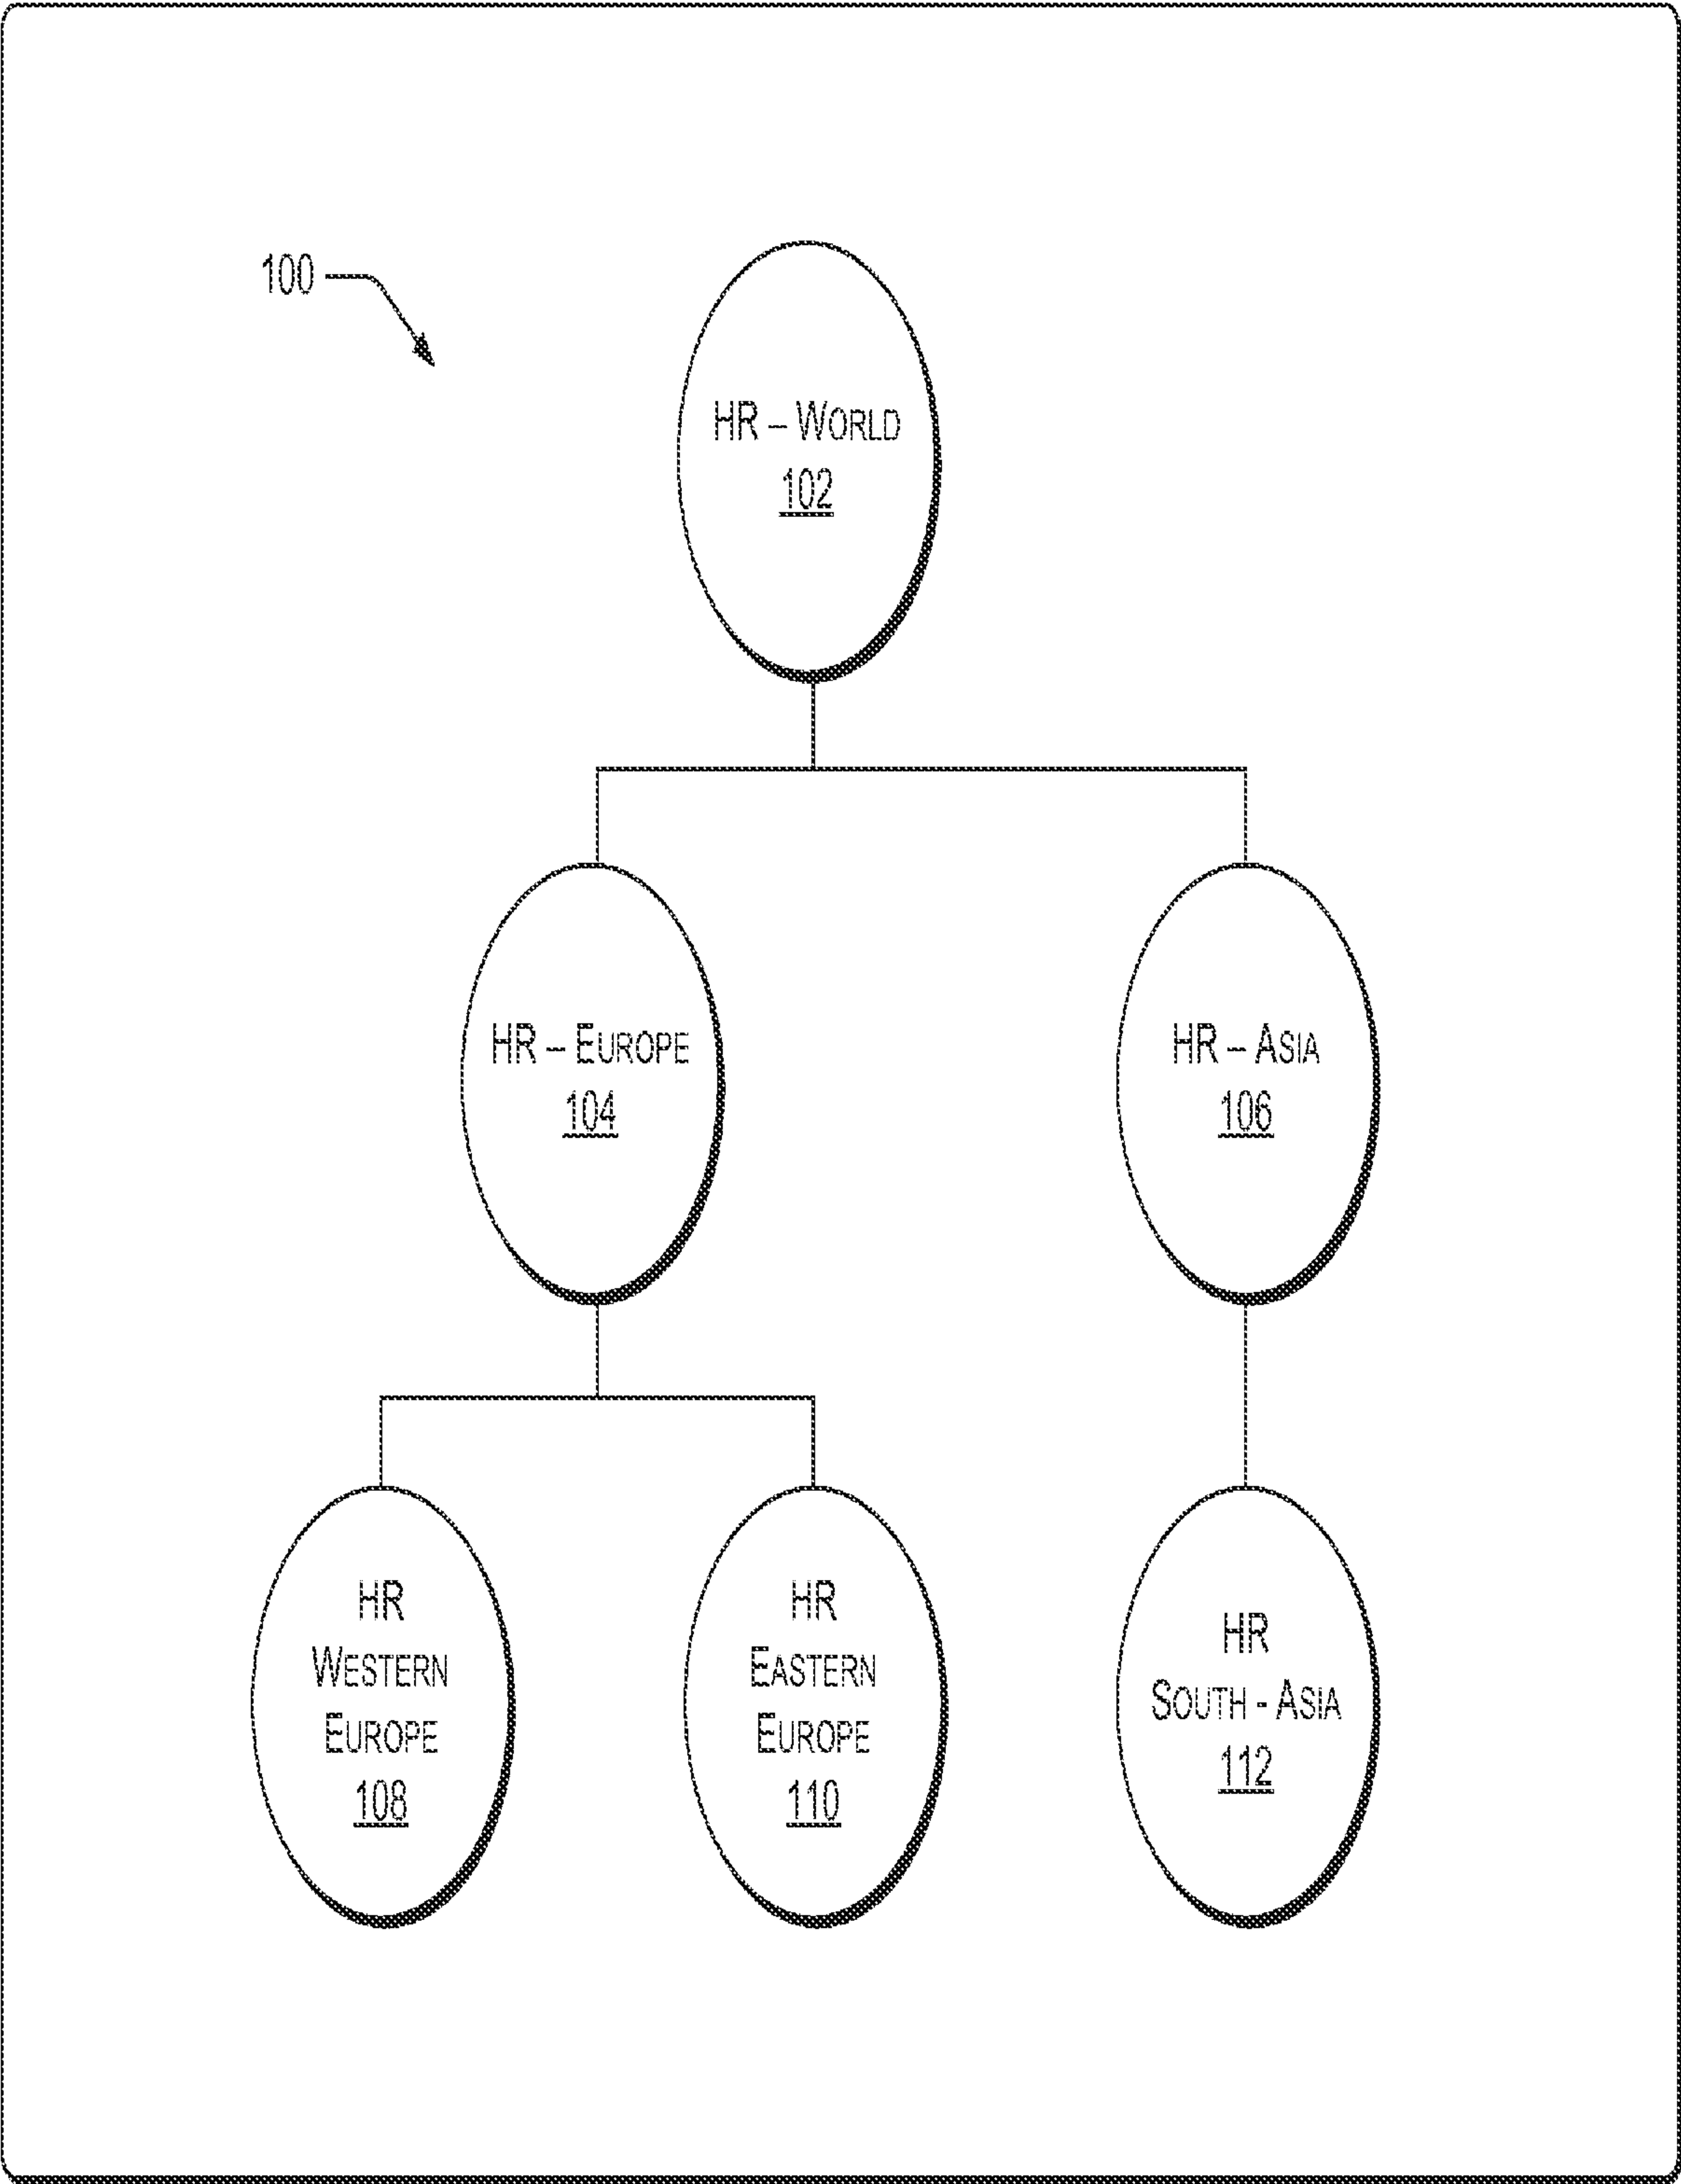 100
HR – WORLD
102
HR – EUROPE
104
HR – ASIA
106
HR
WESTERN
EUROPE
108
HR
EASTERN
EUROPE
110
HR
SOUTH - ASIA
112